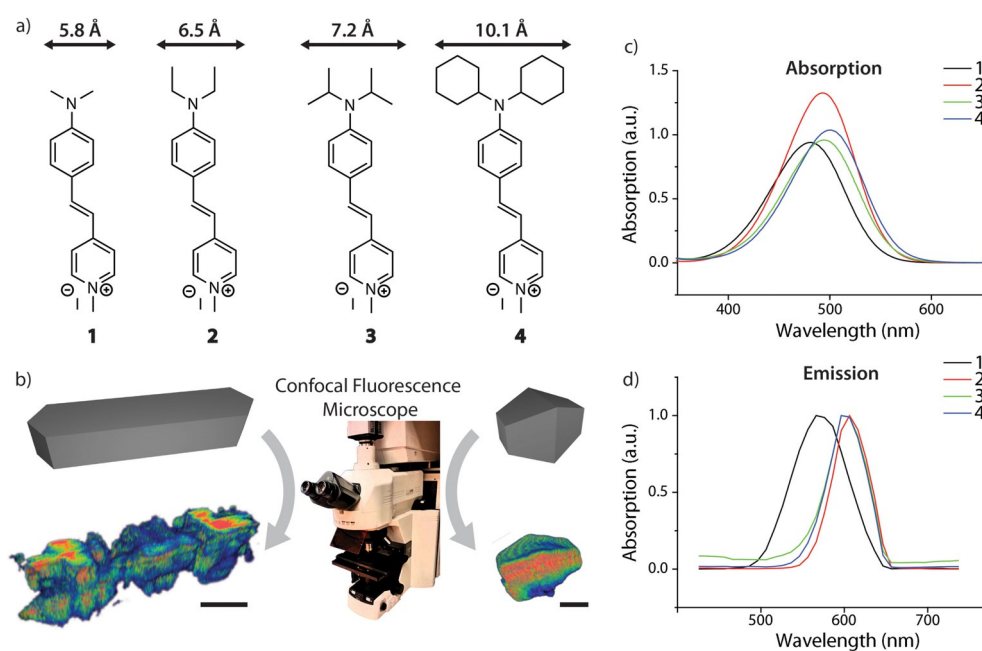 a)
5.8 Å
6.5 Å
7.2 Å
10.1 Å
N
N
N
N
N
N
N
N
⊖
I
⊕
⊖
I
⊕
⊖
I
⊕
⊖
I
⊕
1
2
3
4
b)
Confocal Fluorescence
Microscope
c)
Absorption
1
2
3
4
Absorption (a.u.)
1.5
1.0
0.5
0.0
400
500
600
Wavelength (nm)
d)
Emission
1
2
3
4
Absorption (a.u.)
1.0
0.5
0.0
500
600
700
Wavelength (nm)